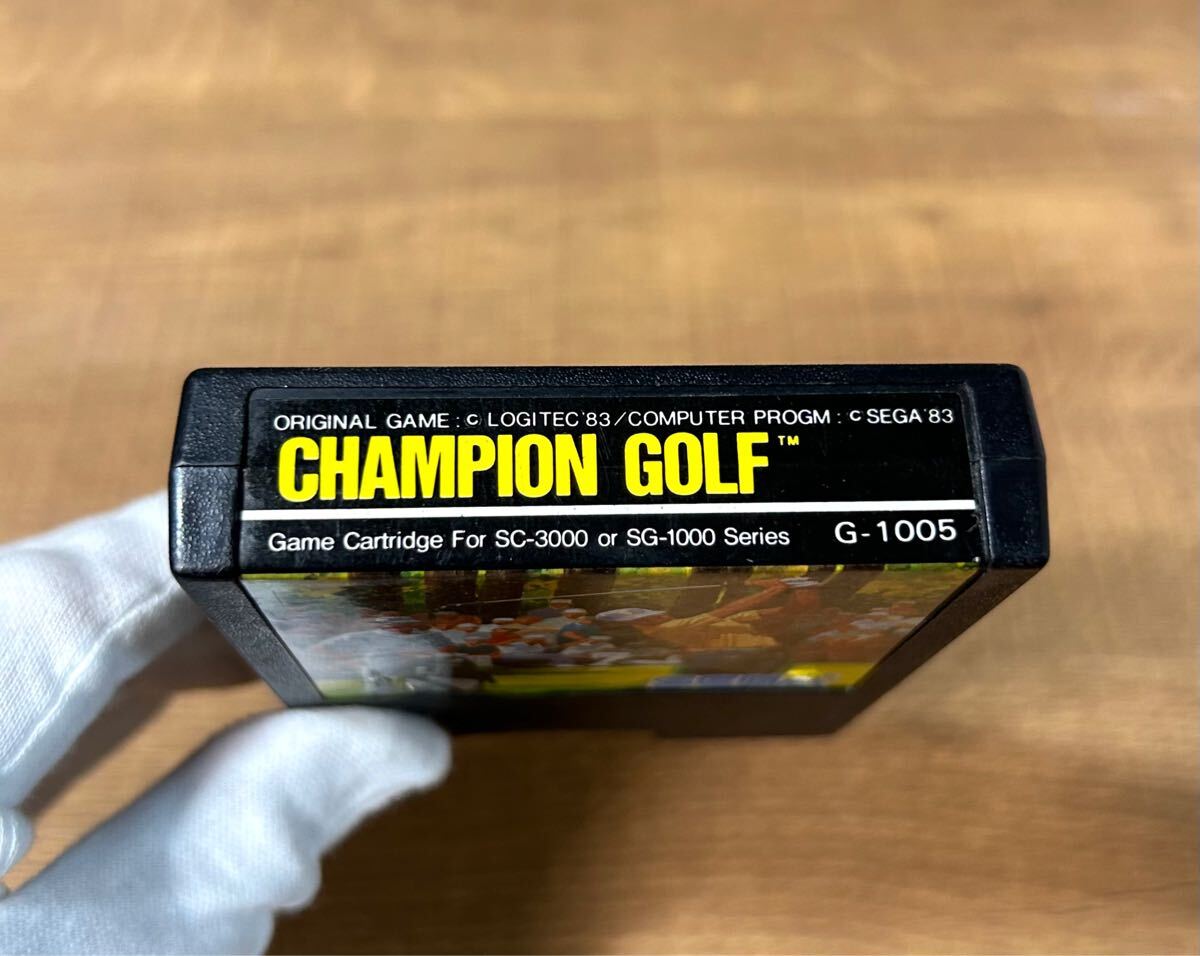 ORIGINAL GAME : © LOGITEC '83 / COMPUTER PROGM : © SEGA '83
CHAMPION GOLF™
Game Cartridge For SC-3000 or SG-1000 Series G-1005